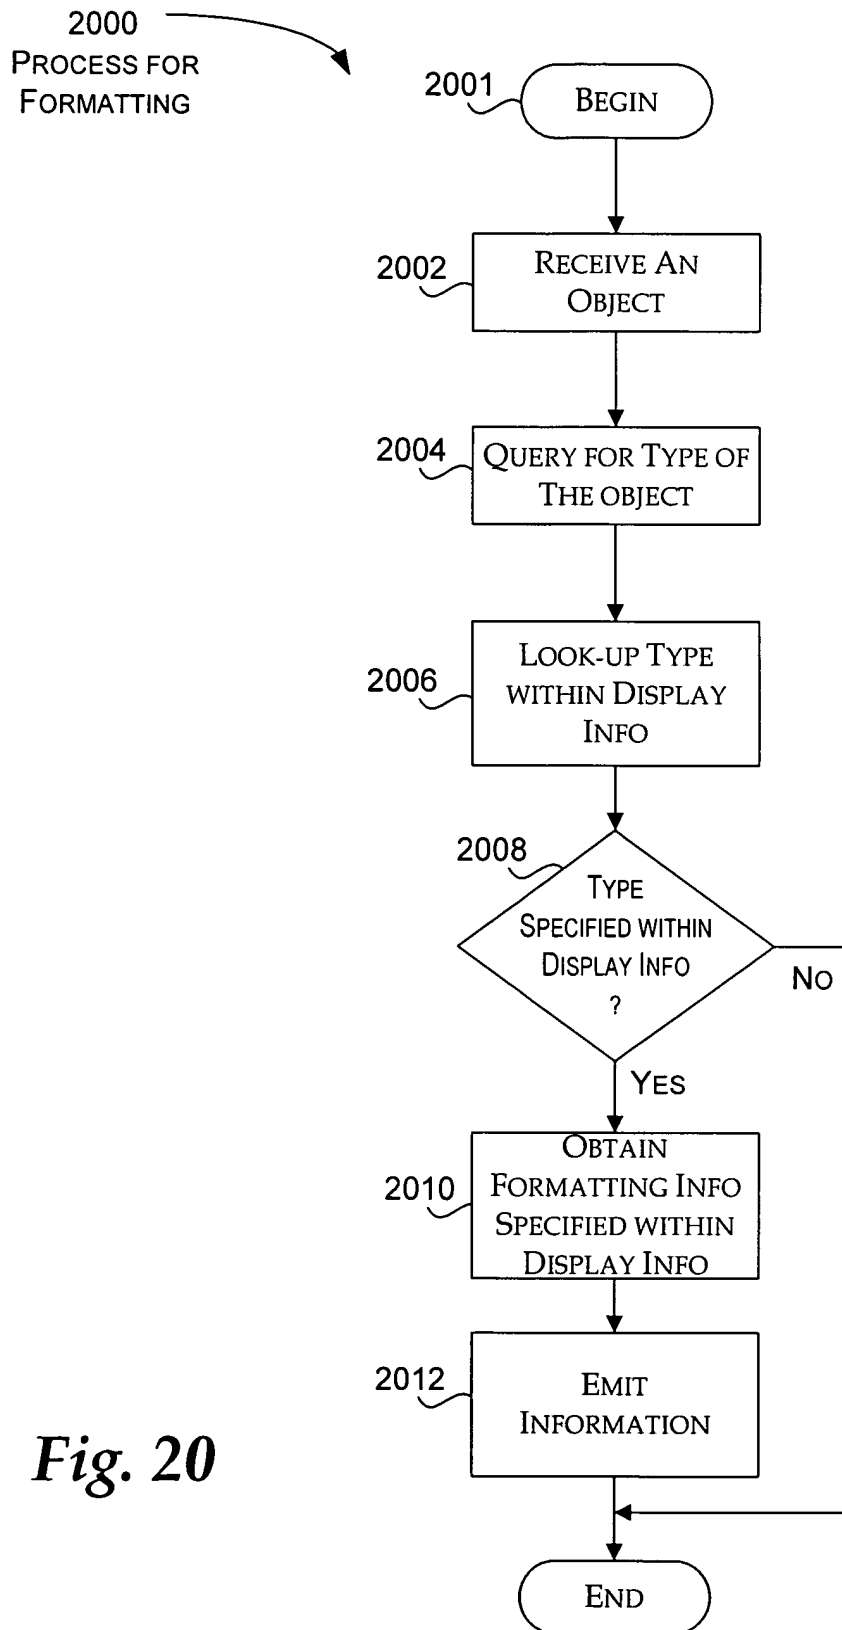 2000
PROCESS FOR
FORMATTING
2001
BEGIN
2002
RECEIVE AN
OBJECT
2004
QUERY FOR TYPE OF
THE OBJECT
2006
LOOK-UP TYPE
WITHIN DISPLAY
INFO
2008
TYPE
SPECIFIED WITHIN
DISPLAY INFO
?
NO
YES
2010
OBTAIN
FORMATTING INFO
SPECIFIED WITHIN
DISPLAY INFO
2012
EMIT
INFORMATION
END
Fig. 20